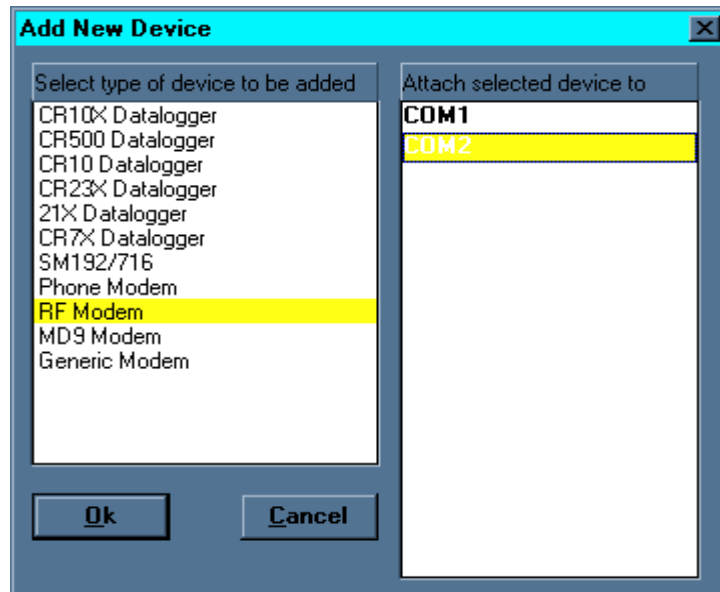 Add New Device
Select type of device to be added
CR10X Datalogger
CR500 Datalogger
CR10 Datalogger
CR23X Datalogger
21X Datalogger
CR7X Datalogger
SM192/716
Phone Modem
RF Modem
MD9 Modem
Generic Modem
Attach selected device to
COM1
COM2
Ok
Cancel